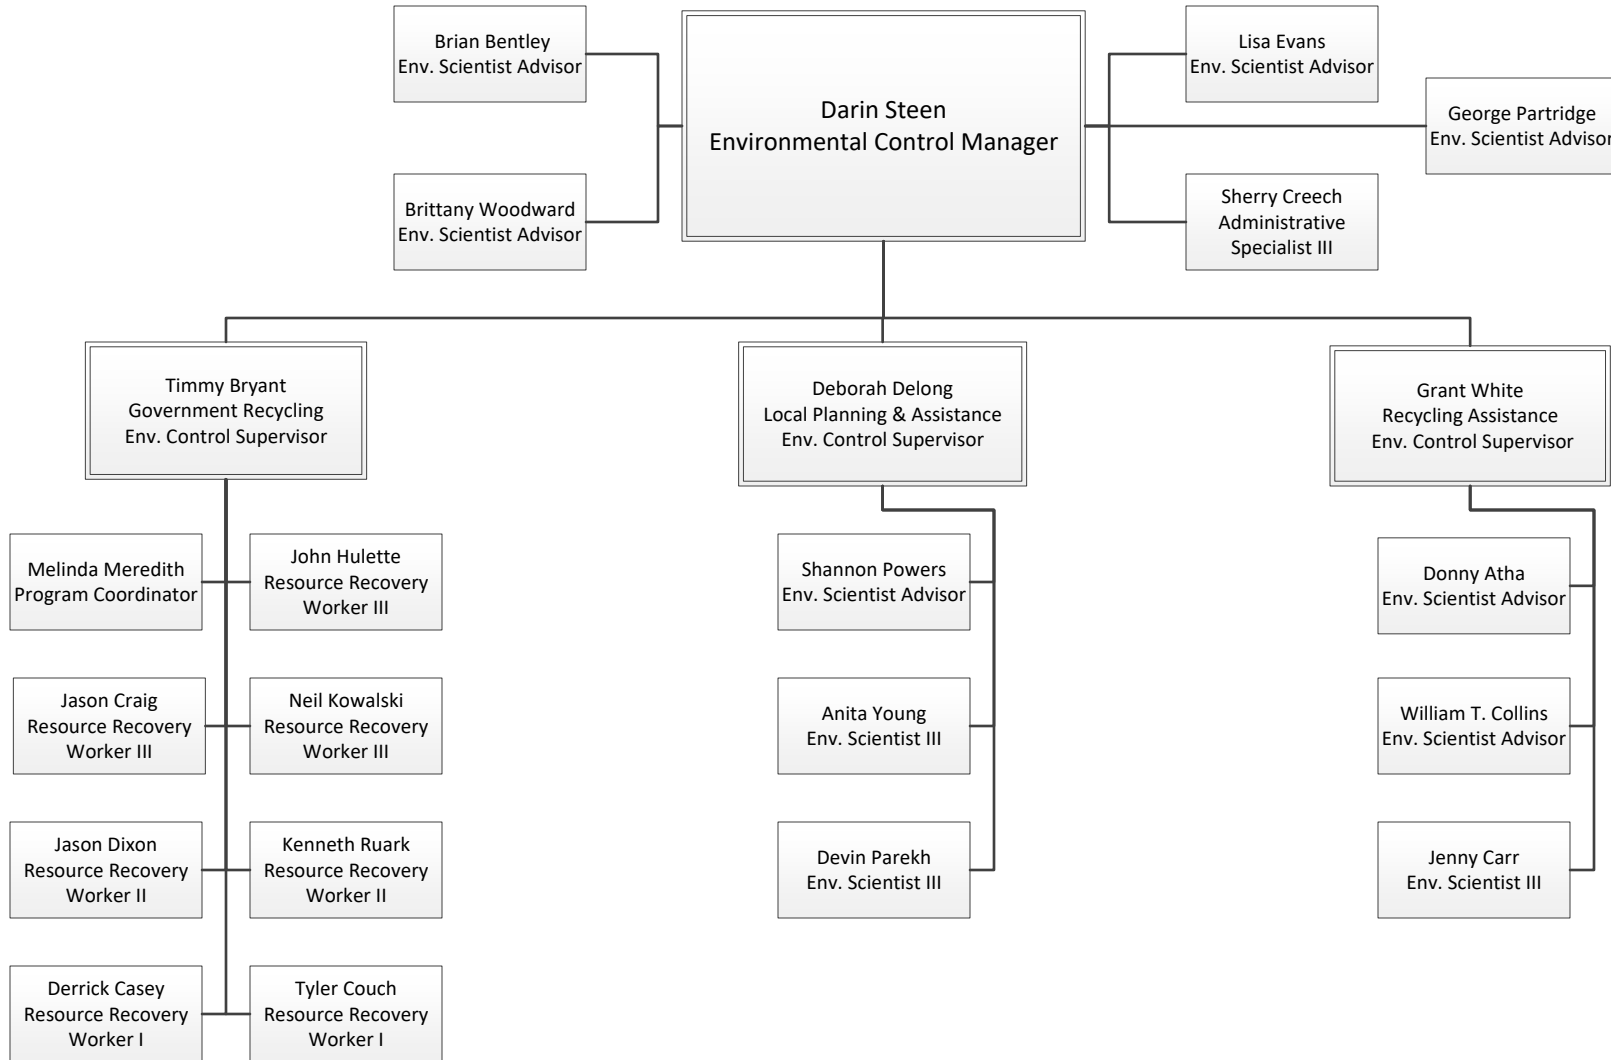 Brian Bentley
Env. Scientist Advisor
Darin Steen
Environmental Control Manager
Lisa Evans
Env. Scientist Advisor
George Partridge
Env. Scientist Advisor
Brittany Woodward
Env. Scientist Advisor
Sherry Creech
Administrative
Specialist III
Timmy Bryant
Government Recycling
Env. Control Supervisor
Deborah Delong
Local Planning & Assistance
Env. Control Supervisor
Grant White
Recycling Assistance
Env. Control Supervisor
Melinda Meredith
Program Coordinator
John Hulette
Resource Recovery
Worker III
Jason Craig
Resource Recovery
Worker III
Neil Kowalski
Resource Recovery
Worker III
Jason Dixon
Resource Recovery
Worker II
Kenneth Ruark
Resource Recovery
Worker II
Derrick Casey
Resource Recovery
Worker I
Tyler Couch
Resource Recovery
Worker I
Shannon Powers
Env. Scientist Advisor
Anita Young
Env. Scientist III
Devin Parekh
Env. Scientist III
Donny Atha
Env. Scientist Advisor
William T. Collins
Env. Scientist Advisor
Jenny Carr
Env. Scientist III